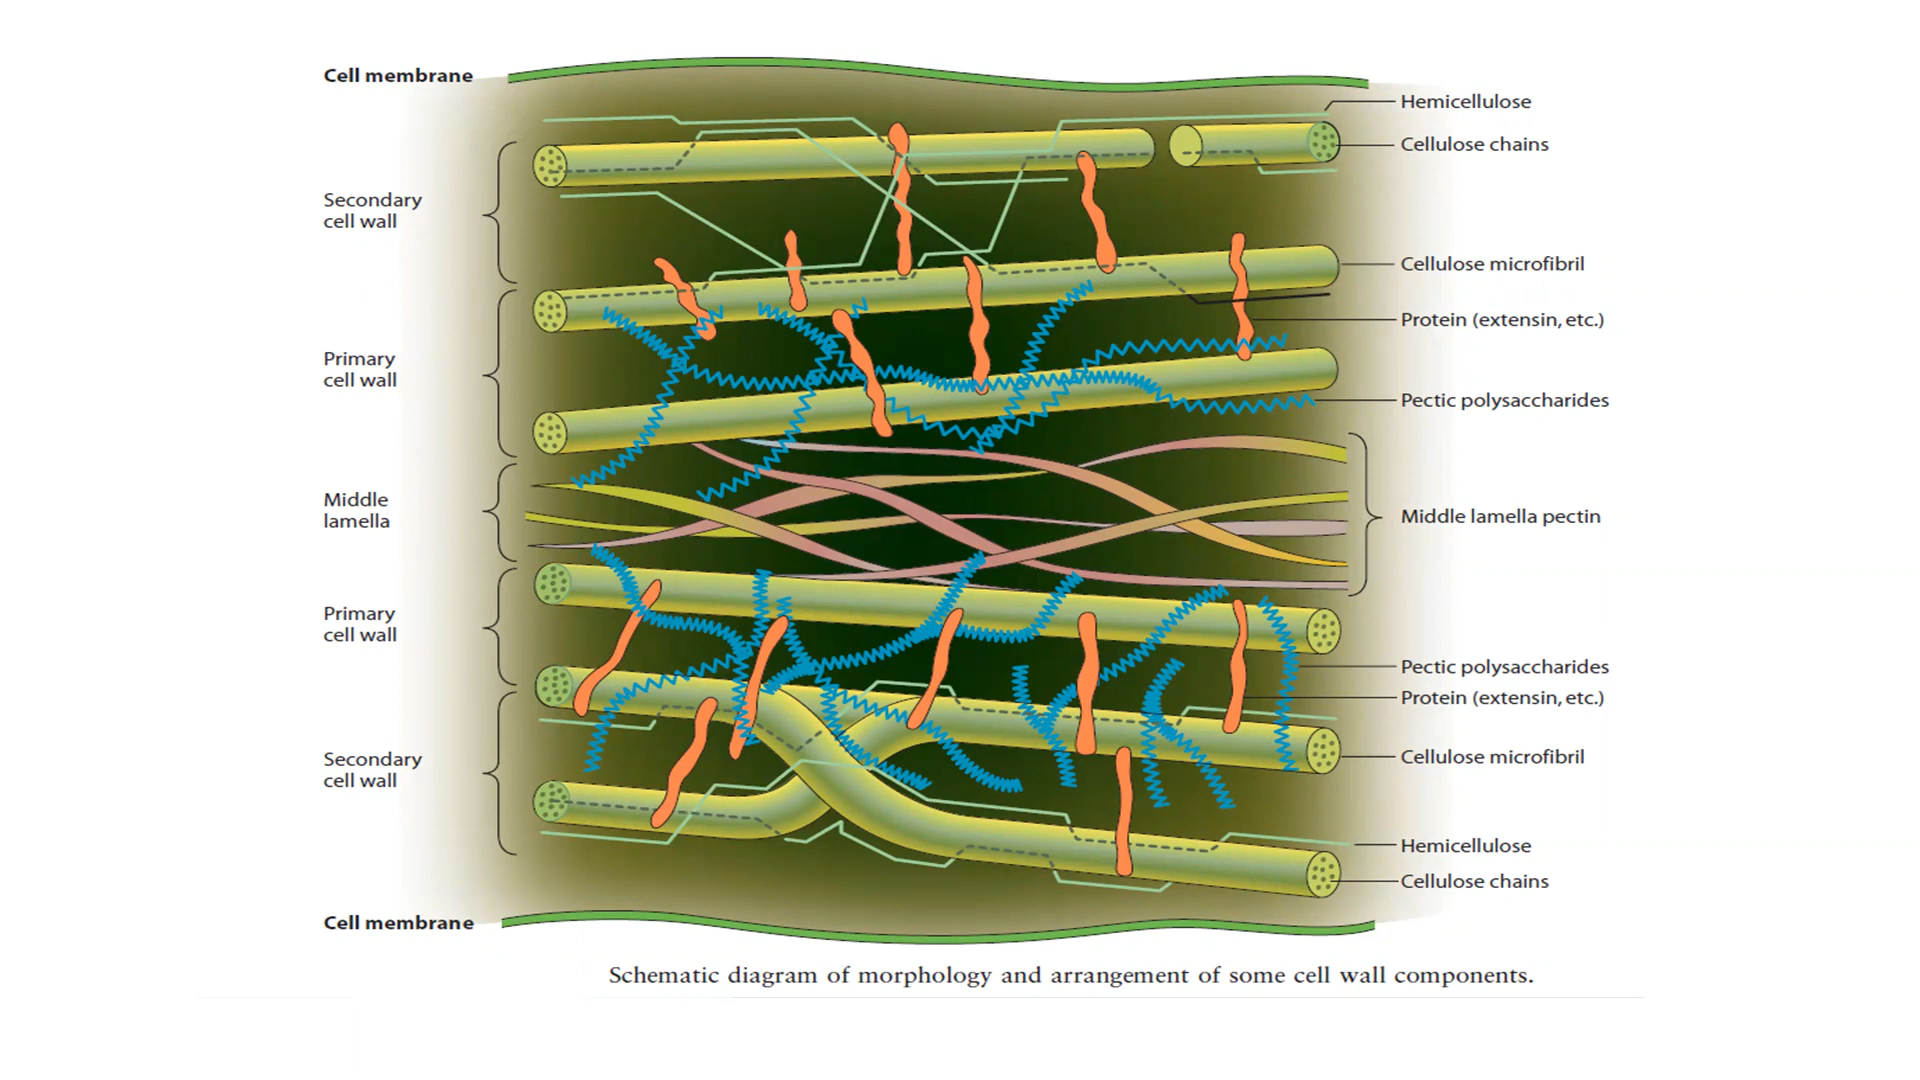 Cell membrane
Hemicellulose
Cellulose chains
Secondary
cell wall
Cellulose microfibril
Protein (extensin, etc.)
Primary
cell wall
Pectic polysaccharides
Middle
lamella
Middle lamella pectin
Primary
cell wall
Pectic polysaccharides
Protein (extensin, etc.)
Secondary
cell wall
Cellulose microfibril
Hemicellulose
Cellulose chains
Cell membrane
Schematic diagram of morphology and arrangement of some cell wall components.